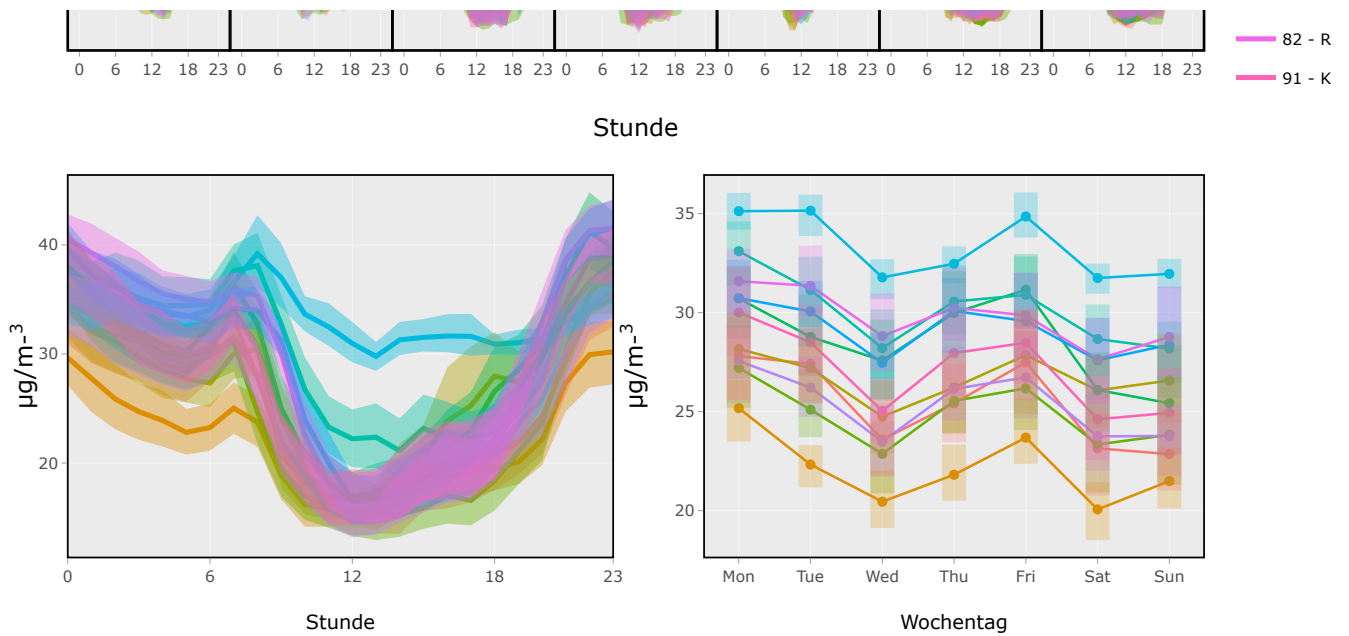 82 - R
0 6 12 18 23 0 6 12 18 23 0 6 12 18 23 0 6 12 18 23 0 6 12 18 23 0 6 12 18 23 0 6 12 18 23
91 - K
Stunde
40
30
20
µg/m-³
0 6 12 18 23
Stunde
35
30
25
20
µg/m-³
Mon Tue Wed Thu Fri Sat Sun
Wochentag